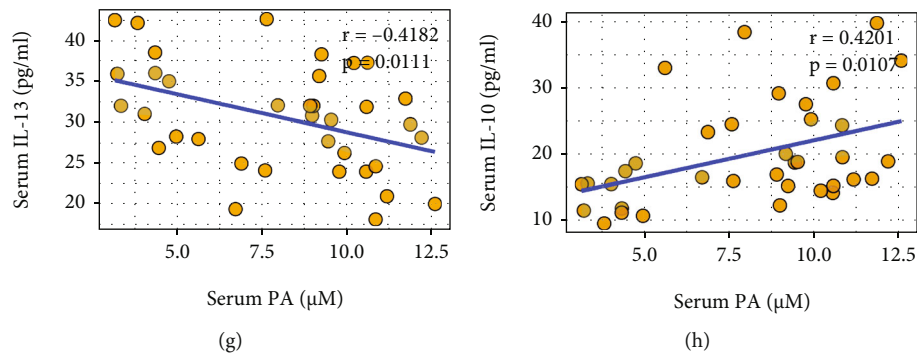 40
35
30
25
20
Serum IL-13 (pg/ml)
r = –0.4182
p = 0.0111
5.0 7.5 10.0 12.5
Serum PA (μM)
(g)
40
30
20
10
Serum IL-10 (pg/ml)
r = 0.4201
p = 0.0107
5.0 7.5 10.0 12.5
Serum PA (μM)
(h)